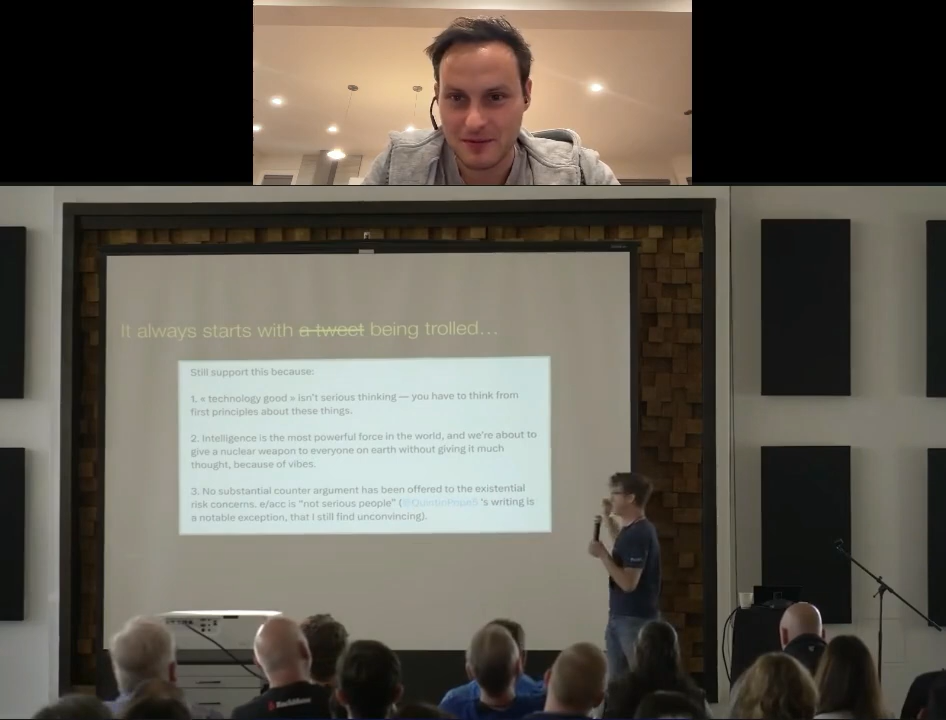 It always starts with a tweet being trolled...
Still support this because:
1. « technology good » isn't serious thinking — you have to think from
first principles about these things.
2. Intelligence is the most powerful force in the world, and we're about to
give a nuclear weapon to everyone on earth without giving it much
thought, because of vibes.
3. No substantial counter argument has been offered to the existential
risk concerns. e/acc is "not serious people" (@QuintinPope5 's writing is
a notable exception, that I still find unconvincing).